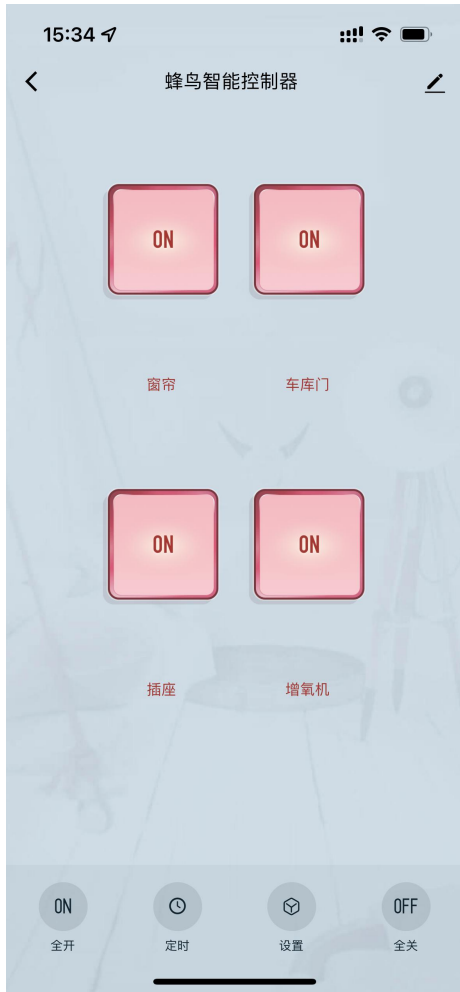 15:34
蜂鸟智能控制器
ON ON
窗帘 车库门
ON ON
插座 增氧机
ON OFF
全开 定时 设置 全关